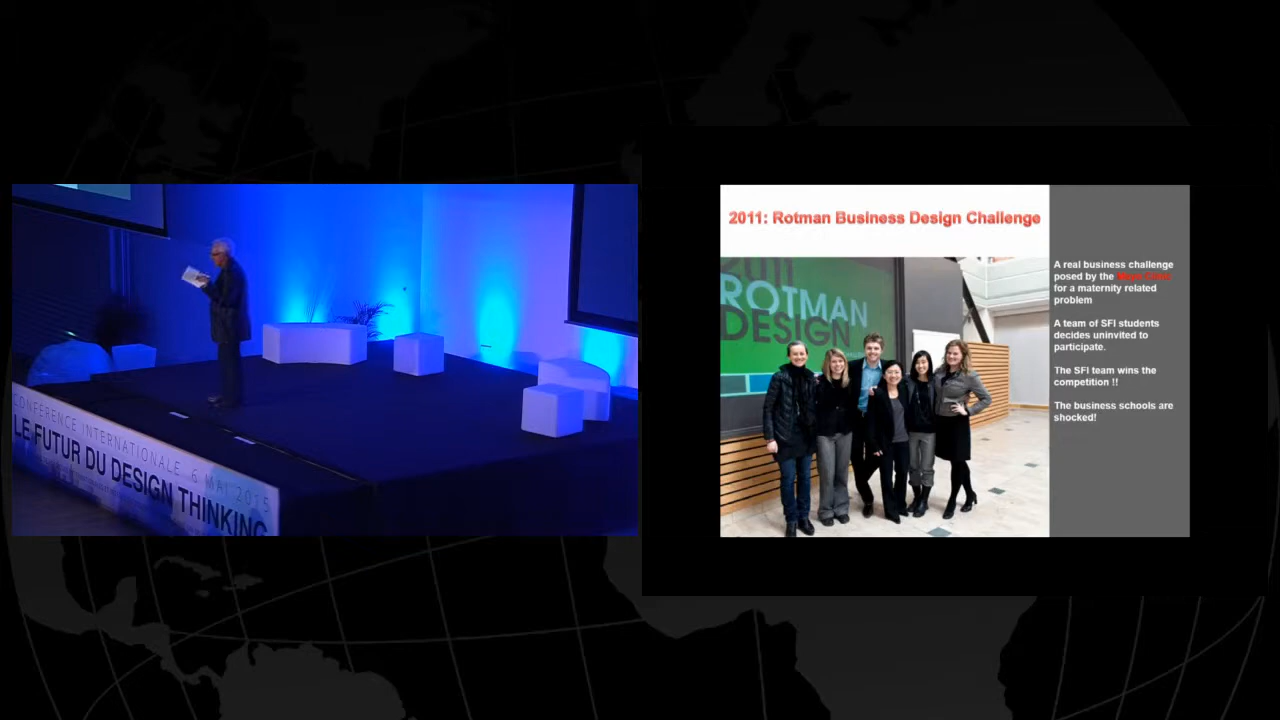 CONFÉRENCE INTERNATIONALE 6 MAI 2015
LE FUTUR DU DESIGN THINKING
2011: Rotman Business Design Challenge
2011
ROTMAN
DESIGN
A real business challenge
posed by the
for a maternity related
problem
A team of SFI students
decides uninvited to
participate.
The SFI team wins the
competition !!
The business schools are
shocked!